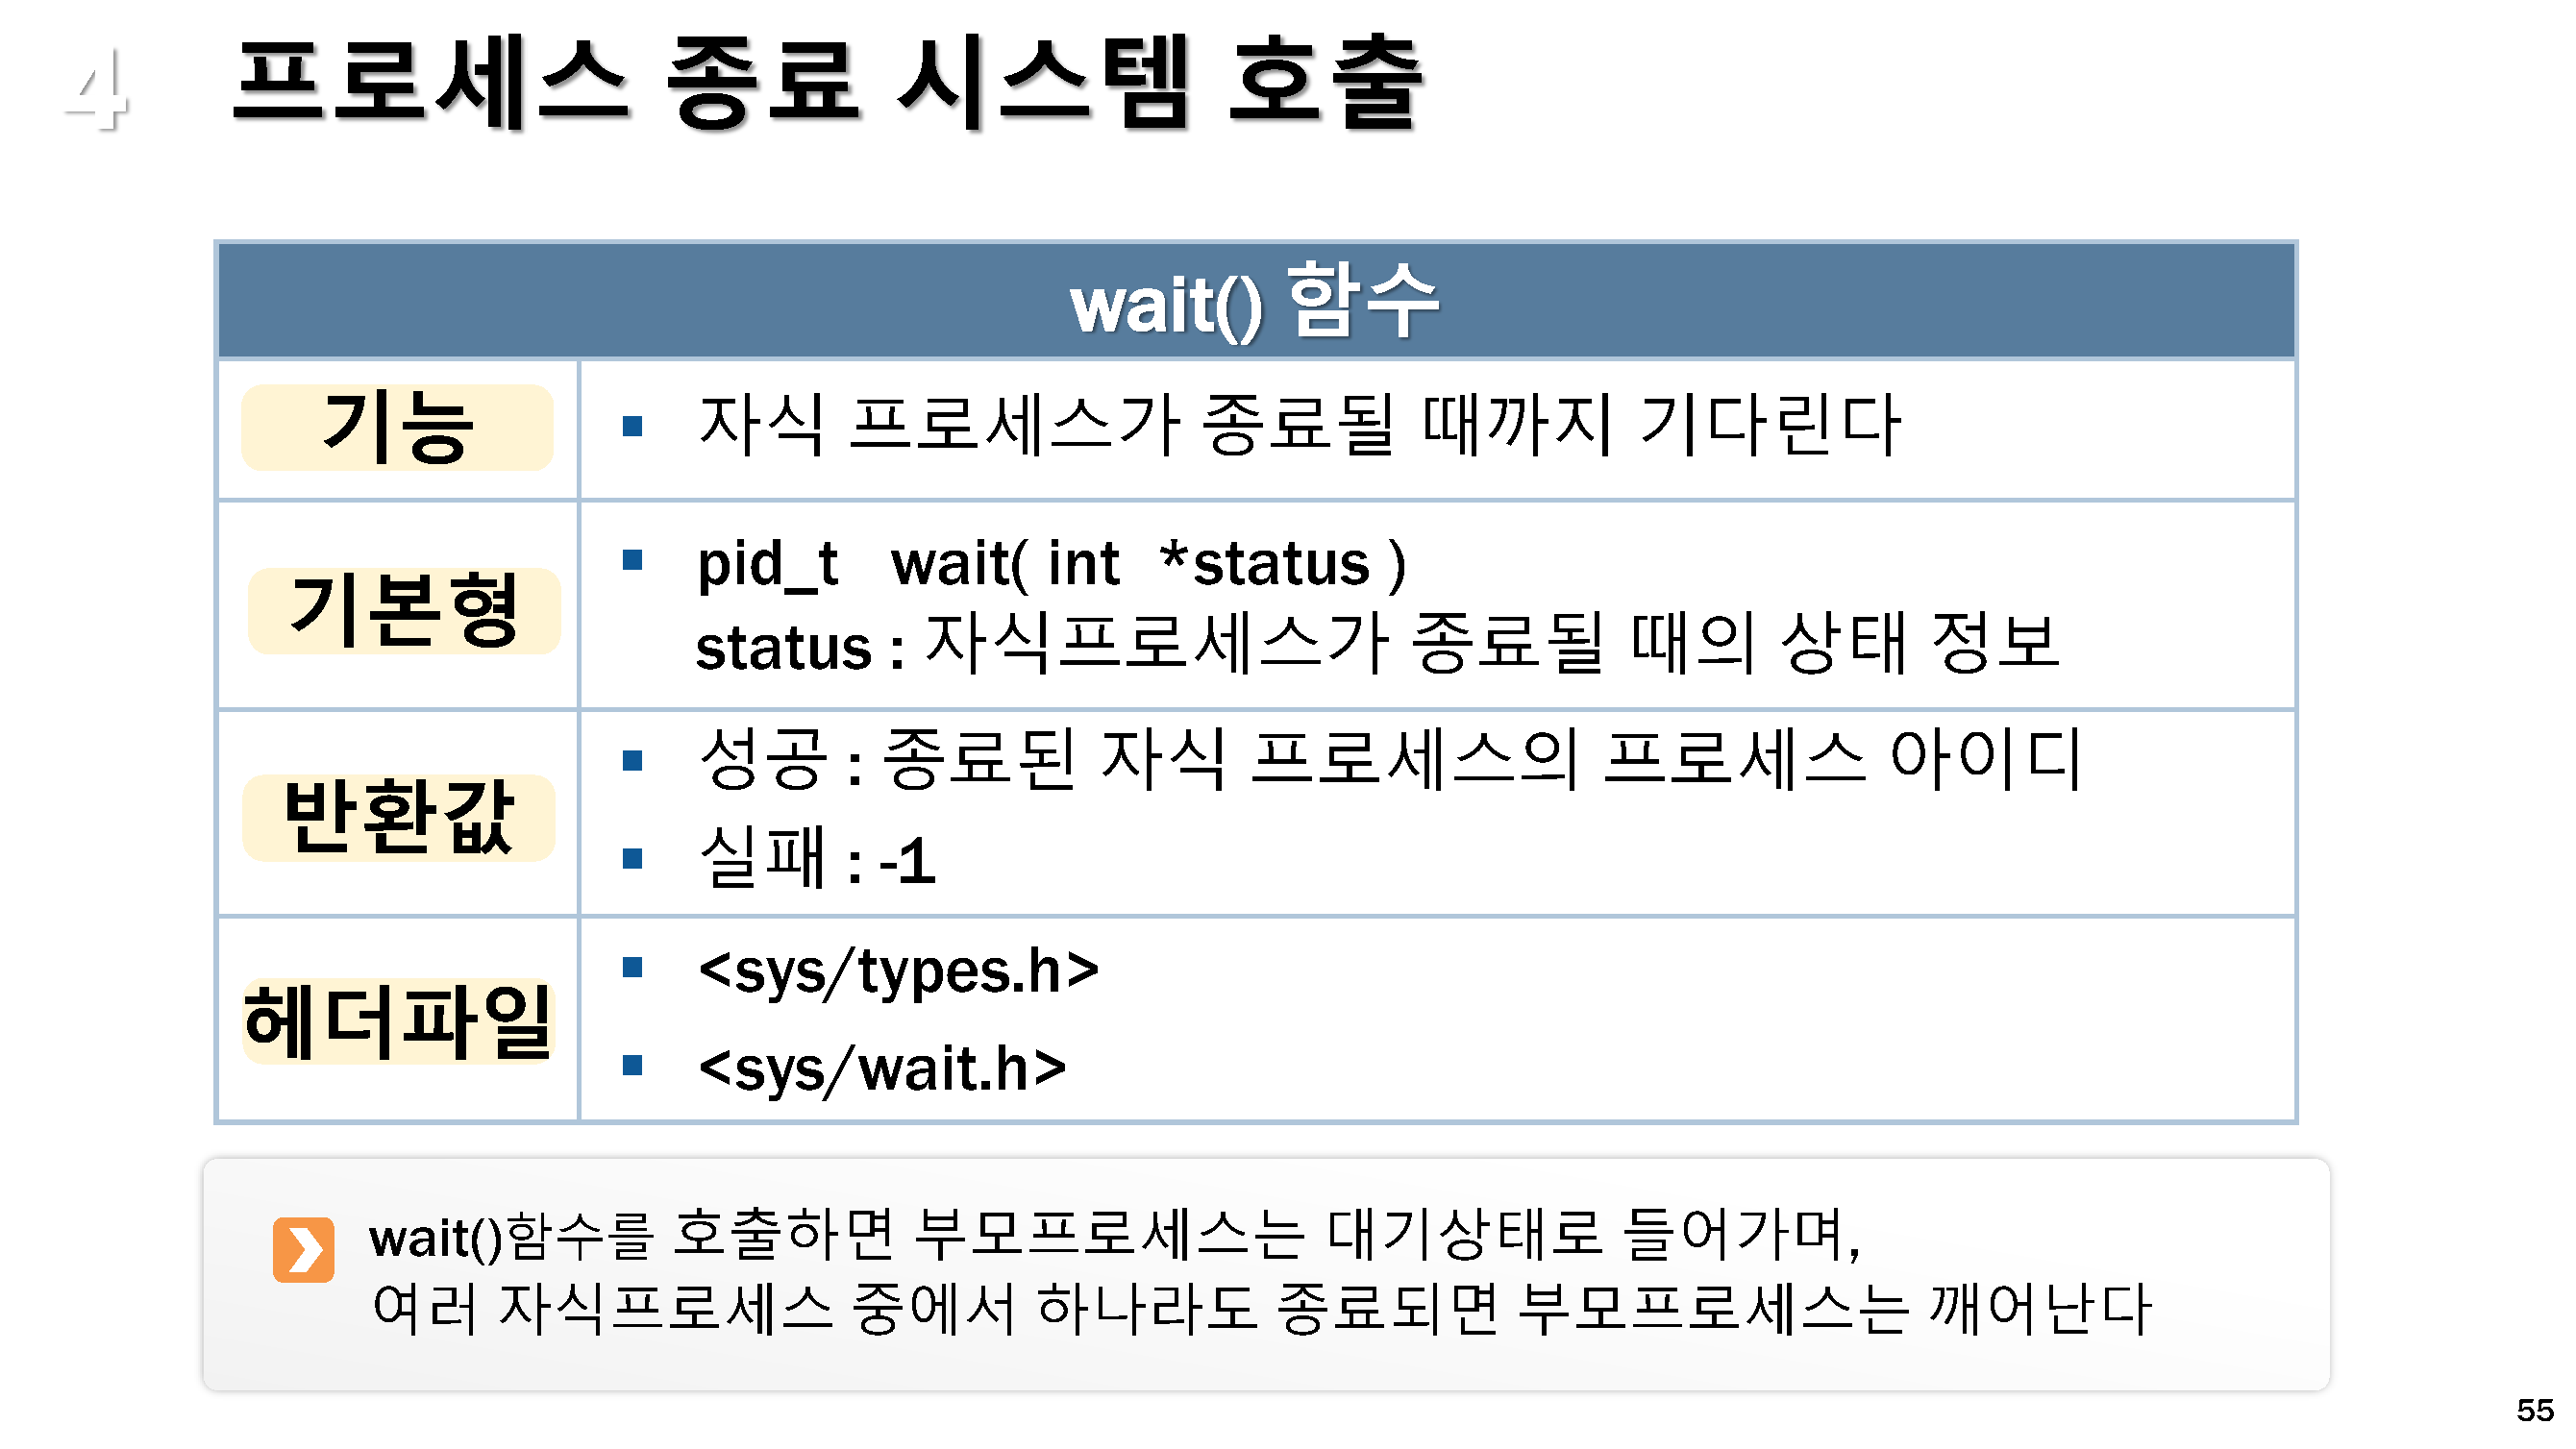 4 프로세스 종료 시스템 호출
wait() 함수
기능
자식 프로세스가 종료될 때까지 기다린다
기본형
pid_t wait( int *status )
status : 자식프로세스가 종료될 때의 상태 정보
반환값
성공 : 종료된 자식 프로세스의 프로세스 아이디
실패 : -1
헤더파일
<sys/types.h>
<sys/wait.h>
wait()함수를 호출하면 부모프로세스는 대기상태로 들어가며,
여러 자식프로세스 중에서 하나라도 종료되면 부모프로세스는 깨어난다
55